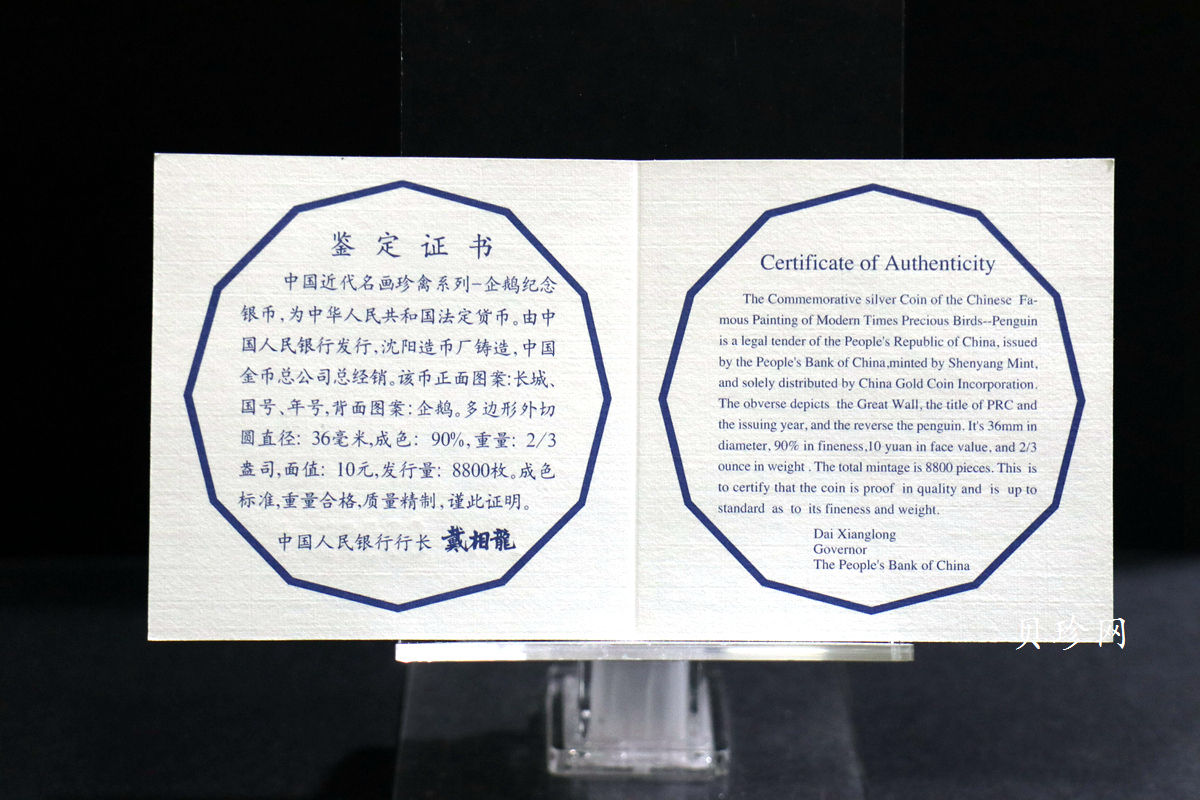 鉴定证书
中国近代名画珍禽系列-企鹅纪念
银币,为中华人民共和国法定货币。由中
国人民银行发行,沈阳造币厂铸造,中国
金币总公司总经销。该币正面图案:长城、
国号、年号,背面图案:企鹅。多边形外切
圆直径: 36毫米,成色: 90%,重量: 2/3
盎司,面值: 10元,发行量: 8800枚。成色
标准,重量合格,质量精制, 谨此证明。
中国人民银行行长 戴相龍
Certificate of Authenticity
The Commemorative silver Coin of the Chinese Fa-
mous Painting of Modern Times Precious Birds--Penguin
is a legal tender of the People's Republic of China, issued
by the People's Bank of China,minted by Shenyang Mint,
and solely distributed by China Gold Coin Incorporation.
The obverse depicts the Great Wall, the title of PRC and
the issuing year, and the reverse the penguin. It's 36mm in
diameter, 90% in fineness,10 yuan in face value, and 2/3
ounce in weight . The total mintage is 8800 pieces. This is
to certify that the coin is proof in quality and is up to
standard as to its fineness and weight.
Dai Xianglong
Governor
The People's Bank of China
贝珍网